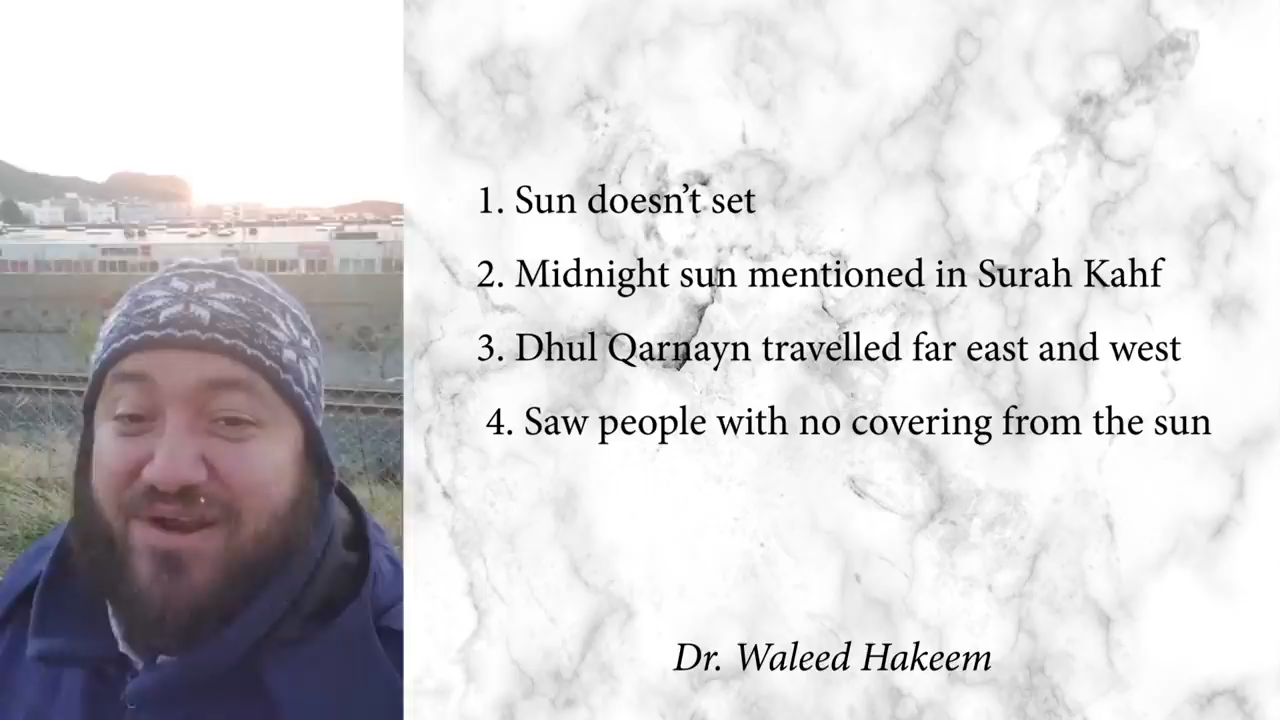 1. Sun doesn’t set
2. Midnight sun mentioned in Surah Kahf
3. Dhul Qarnayn travelled far east and west
4. Saw people with no covering from the sun
Dr. Waleed Hakeem